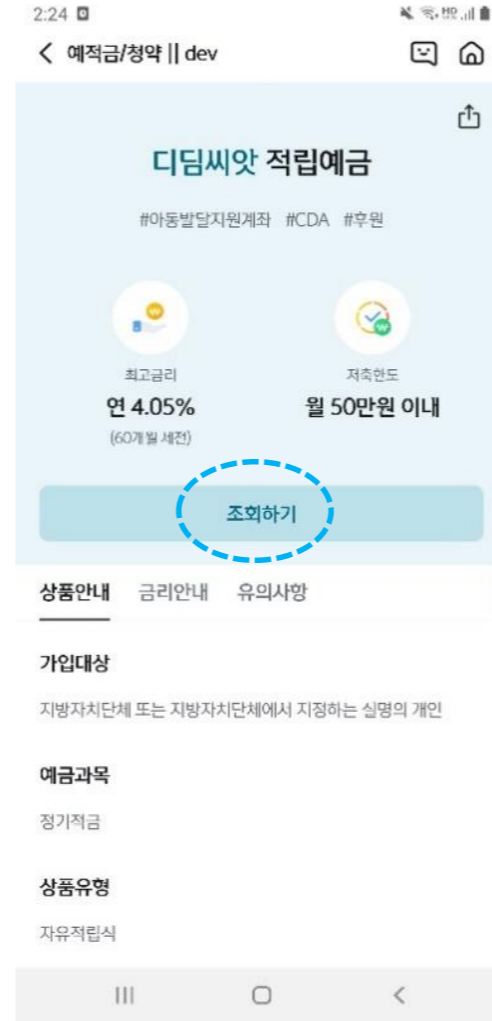 2:24
예적금/청약 || dev
디딤씨앗 적립예금
#아동발달지원계좌 #CDA #후원
최고금리
연 4.05%
(60개월 세전)
저축한도
월 50만원 이내
조회하기
상품안내 금리안내 유의사항
가입대상
지방자치단체 또는 지방자치단체에서 지정하는 실명의 개인
예금과목
정기적금
상품유형
자유적립식